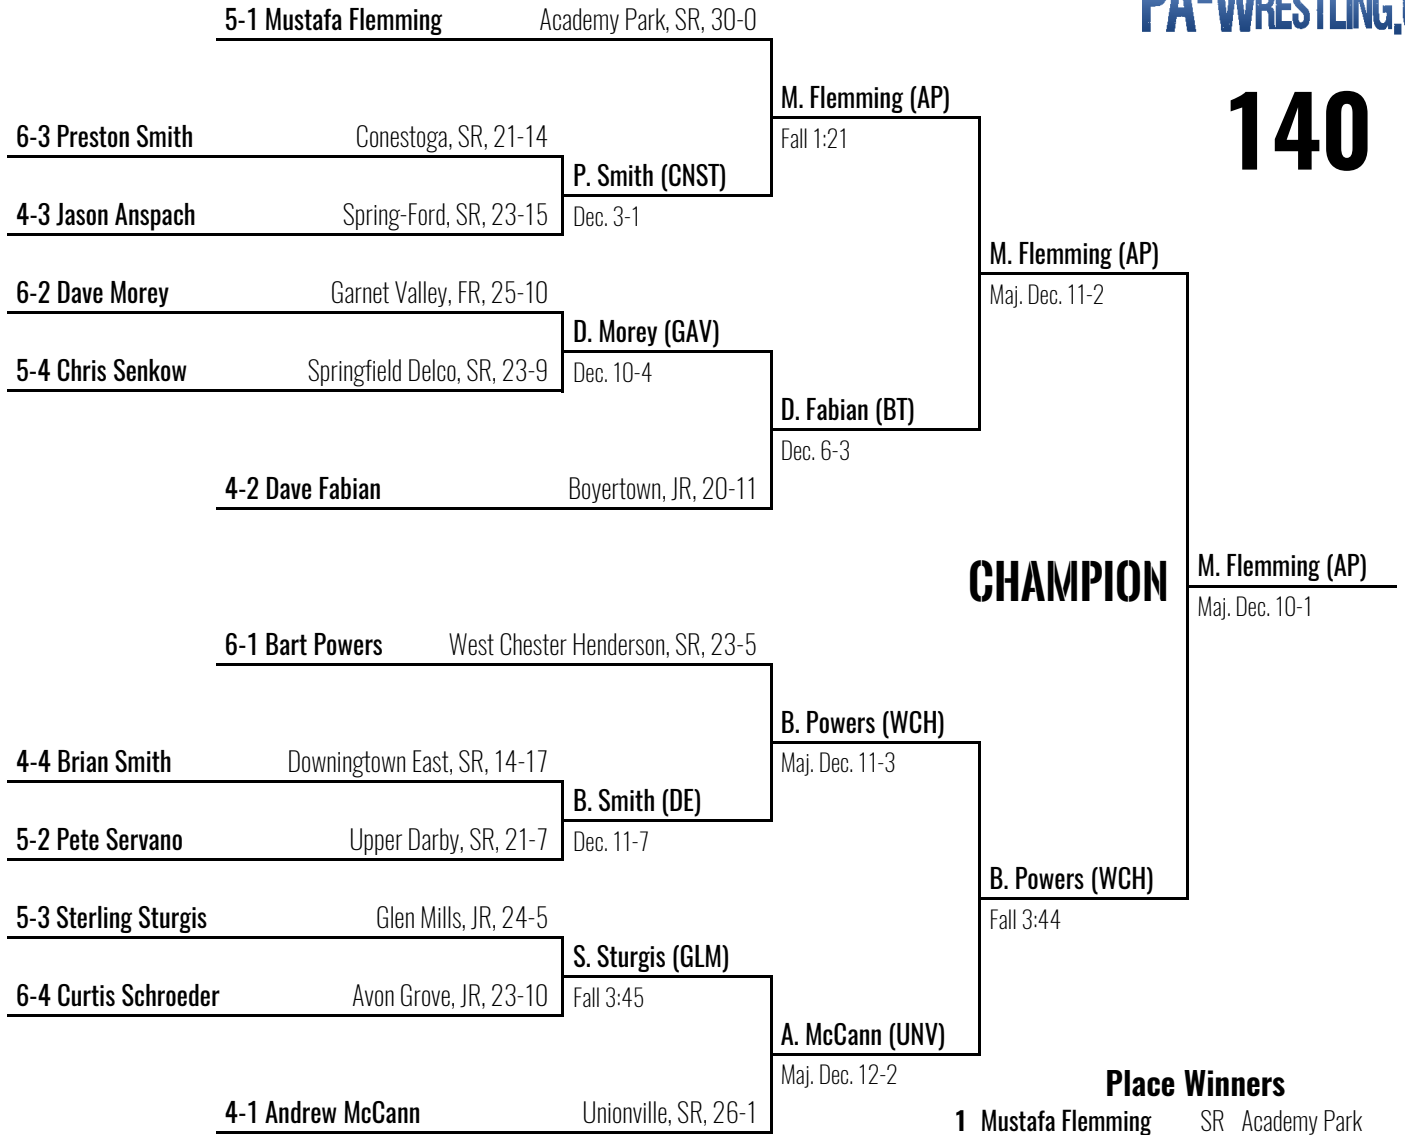 5-1 Mustafa Flemming Academy Park, SR, 30-0
PA-WRESTLING.
M. Flemming (AP)
140
6-3 Preston Smith Conestoga, SR, 21-14
Fall 1:21
P. Smith (CNST)
4-3 Jason Anspach Spring-Ford, SR, 23-15
Dec. 3-1
M. Flemming (AP)
6-2 Dave Morey Garnet Valley, FR, 25-10
Maj. Dec. 11-2
D. Morey (GAV)
5-4 Chris Senkow Springfield Delco, SR, 23-9
Dec. 10-4
D. Fabian (BT)
Dec. 6-3
4-2 Dave Fabian Boyertown, JR, 20-11
CHAMPION
M. Flemming (AP)
Maj. Dec. 10-1
6-1 Bart Powers West Chester Henderson, SR, 23-5
B. Powers (WCH)
4-4 Brian Smith Downingtown East, SR, 14-17
Maj. Dec. 11-3
B. Smith (DE)
5-2 Pete Servano Upper Darby, SR, 21-7
Dec. 11-7
B. Powers (WCH)
5-3 Sterling Sturgis Glen Mills, JR, 24-5
Fall 3:44
S. Sturgis (GLM)
6-4 Curtis Schroeder Avon Grove, JR, 23-10
Fall 3:45
A. McCann (UNV)
Maj. Dec. 12-2
Place Winners
4-1 Andrew McCann Unionville, SR, 26-1
1 Mustafa Flemming SR Academy Park